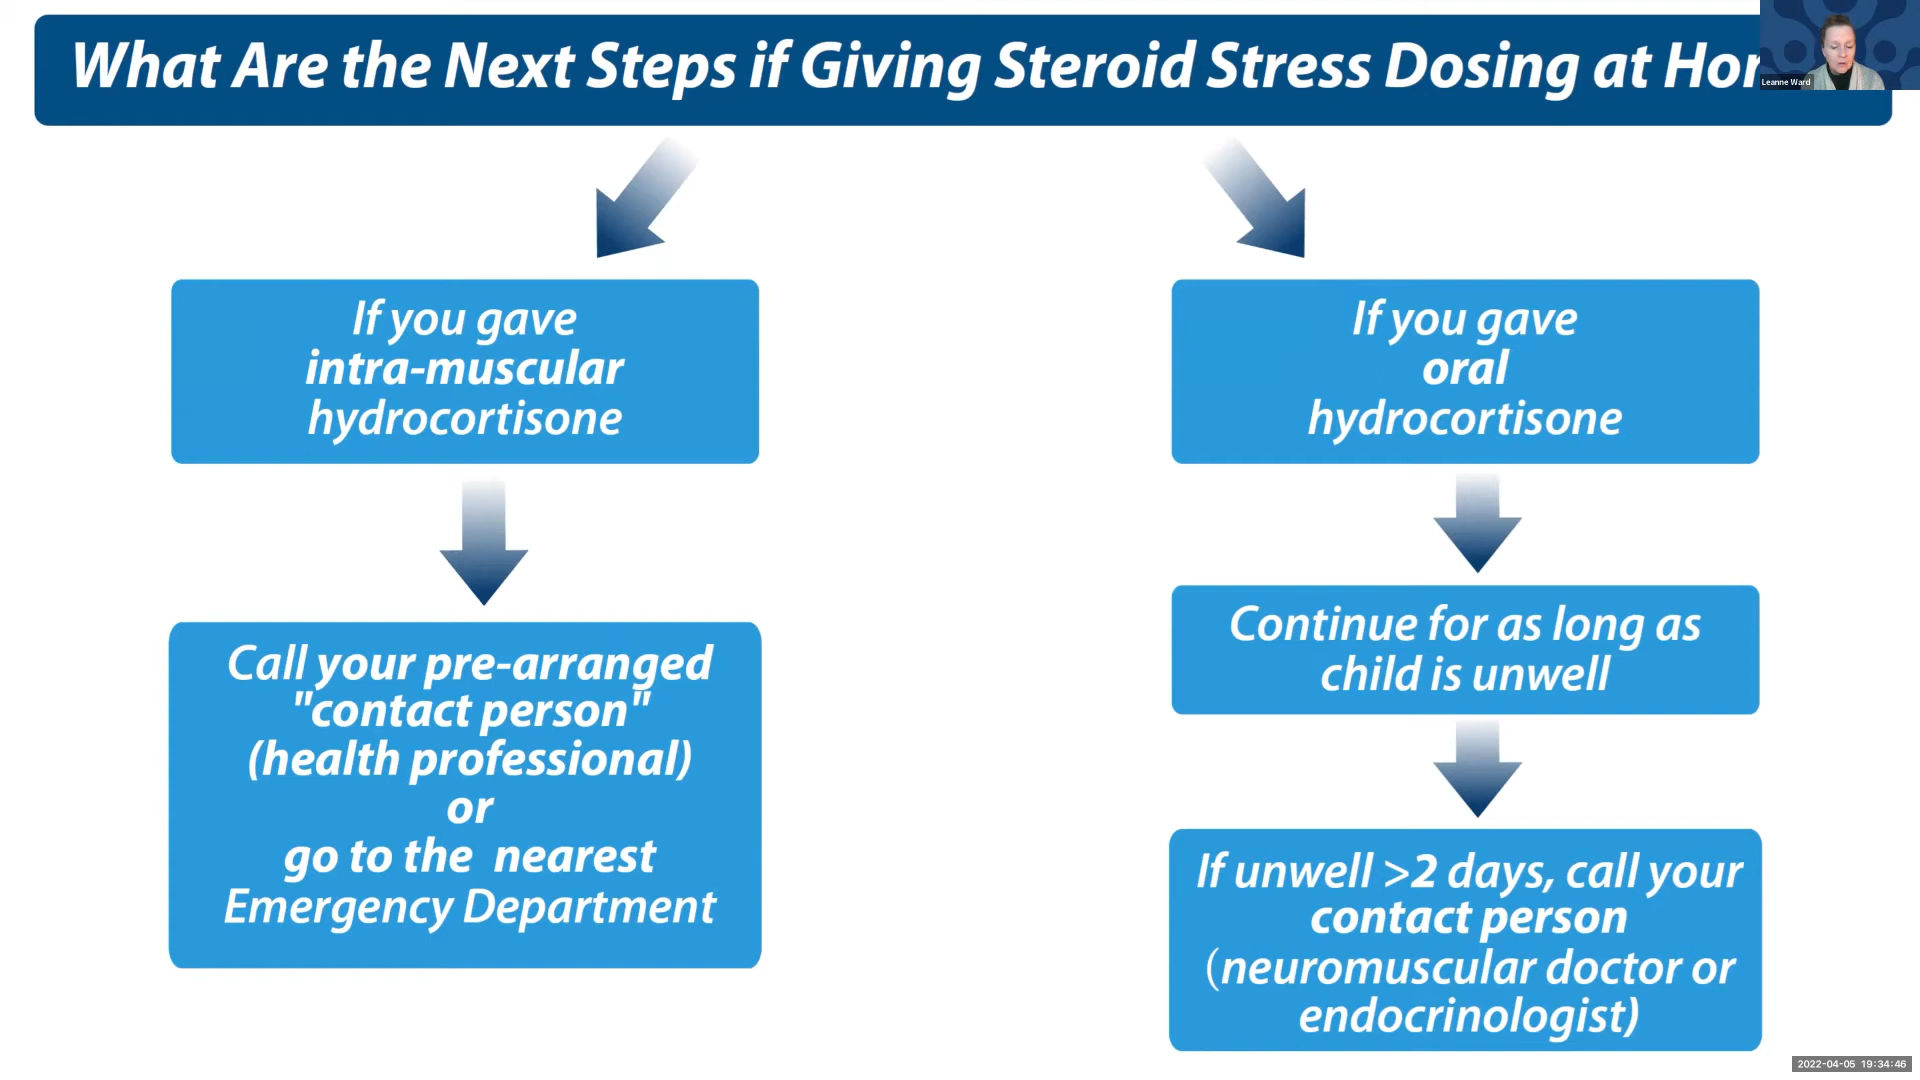 What Are the Next Steps if Giving Steroid Stress Dosing at
Leanne Ward
If you gave
intra-muscular
hydrocortisone
Call your pre-arranged
"contact person"
(health professional)
or
go to the nearest
Emergency Department
If you gave
oral
hydrocortisone
Continue for as long as
child is unwell
If unwell >2 days, call your
contact person
(neuromuscular doctor or
endocrinologist)
2022-04-05 19:34:46